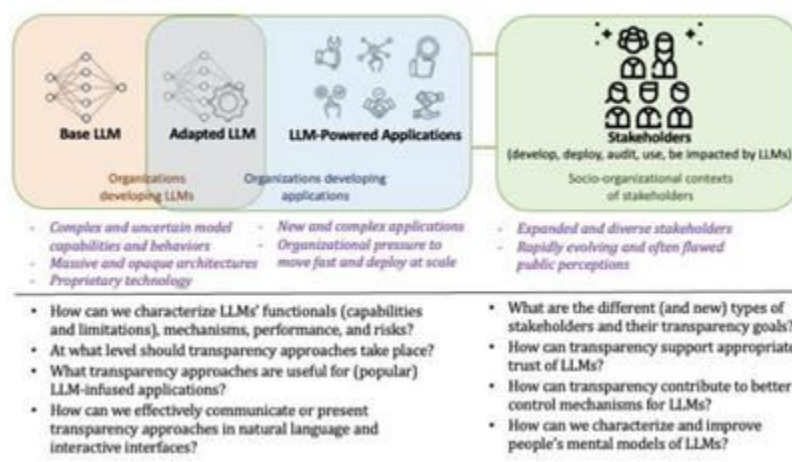 Base LLM
Adapted LLM
LLM-Powered Applications
Stakeholders
(develop, deploy, audit, use, be impacted by LLMs)
Organizations
developing LLMs
Organizations developing
applications
Socio-organizational contexts
of stakeholders
- Complex and uncertain model
capabilities and behaviors
- Massive and opaque architectures
- Proprietary technology
- New and complex applications
- Organizational pressure to
move fast and deploy at scale
- Expanded and diverse stakeholders
- Rapidly evolving and often flawed
public perceptions
• How can we characterize LLMs' functionals (capabilities
and limitations), mechanisms, performance, and risks?
• At what level should transparency approaches take place?
• What transparency approaches are useful for (popular)
LLM-infused applications?
• How can we effectively communicate or present
transparency approaches in natural language and
interactive interfaces?
• What are the different (and new) types of
stakeholders and their transparency goals?
• How can transparency support appropriate
trust of LLMs?
• How can transparency contribute to better
control mechanisms for LLMs?
• How can we characterize and improve
people's mental models of LLMs?